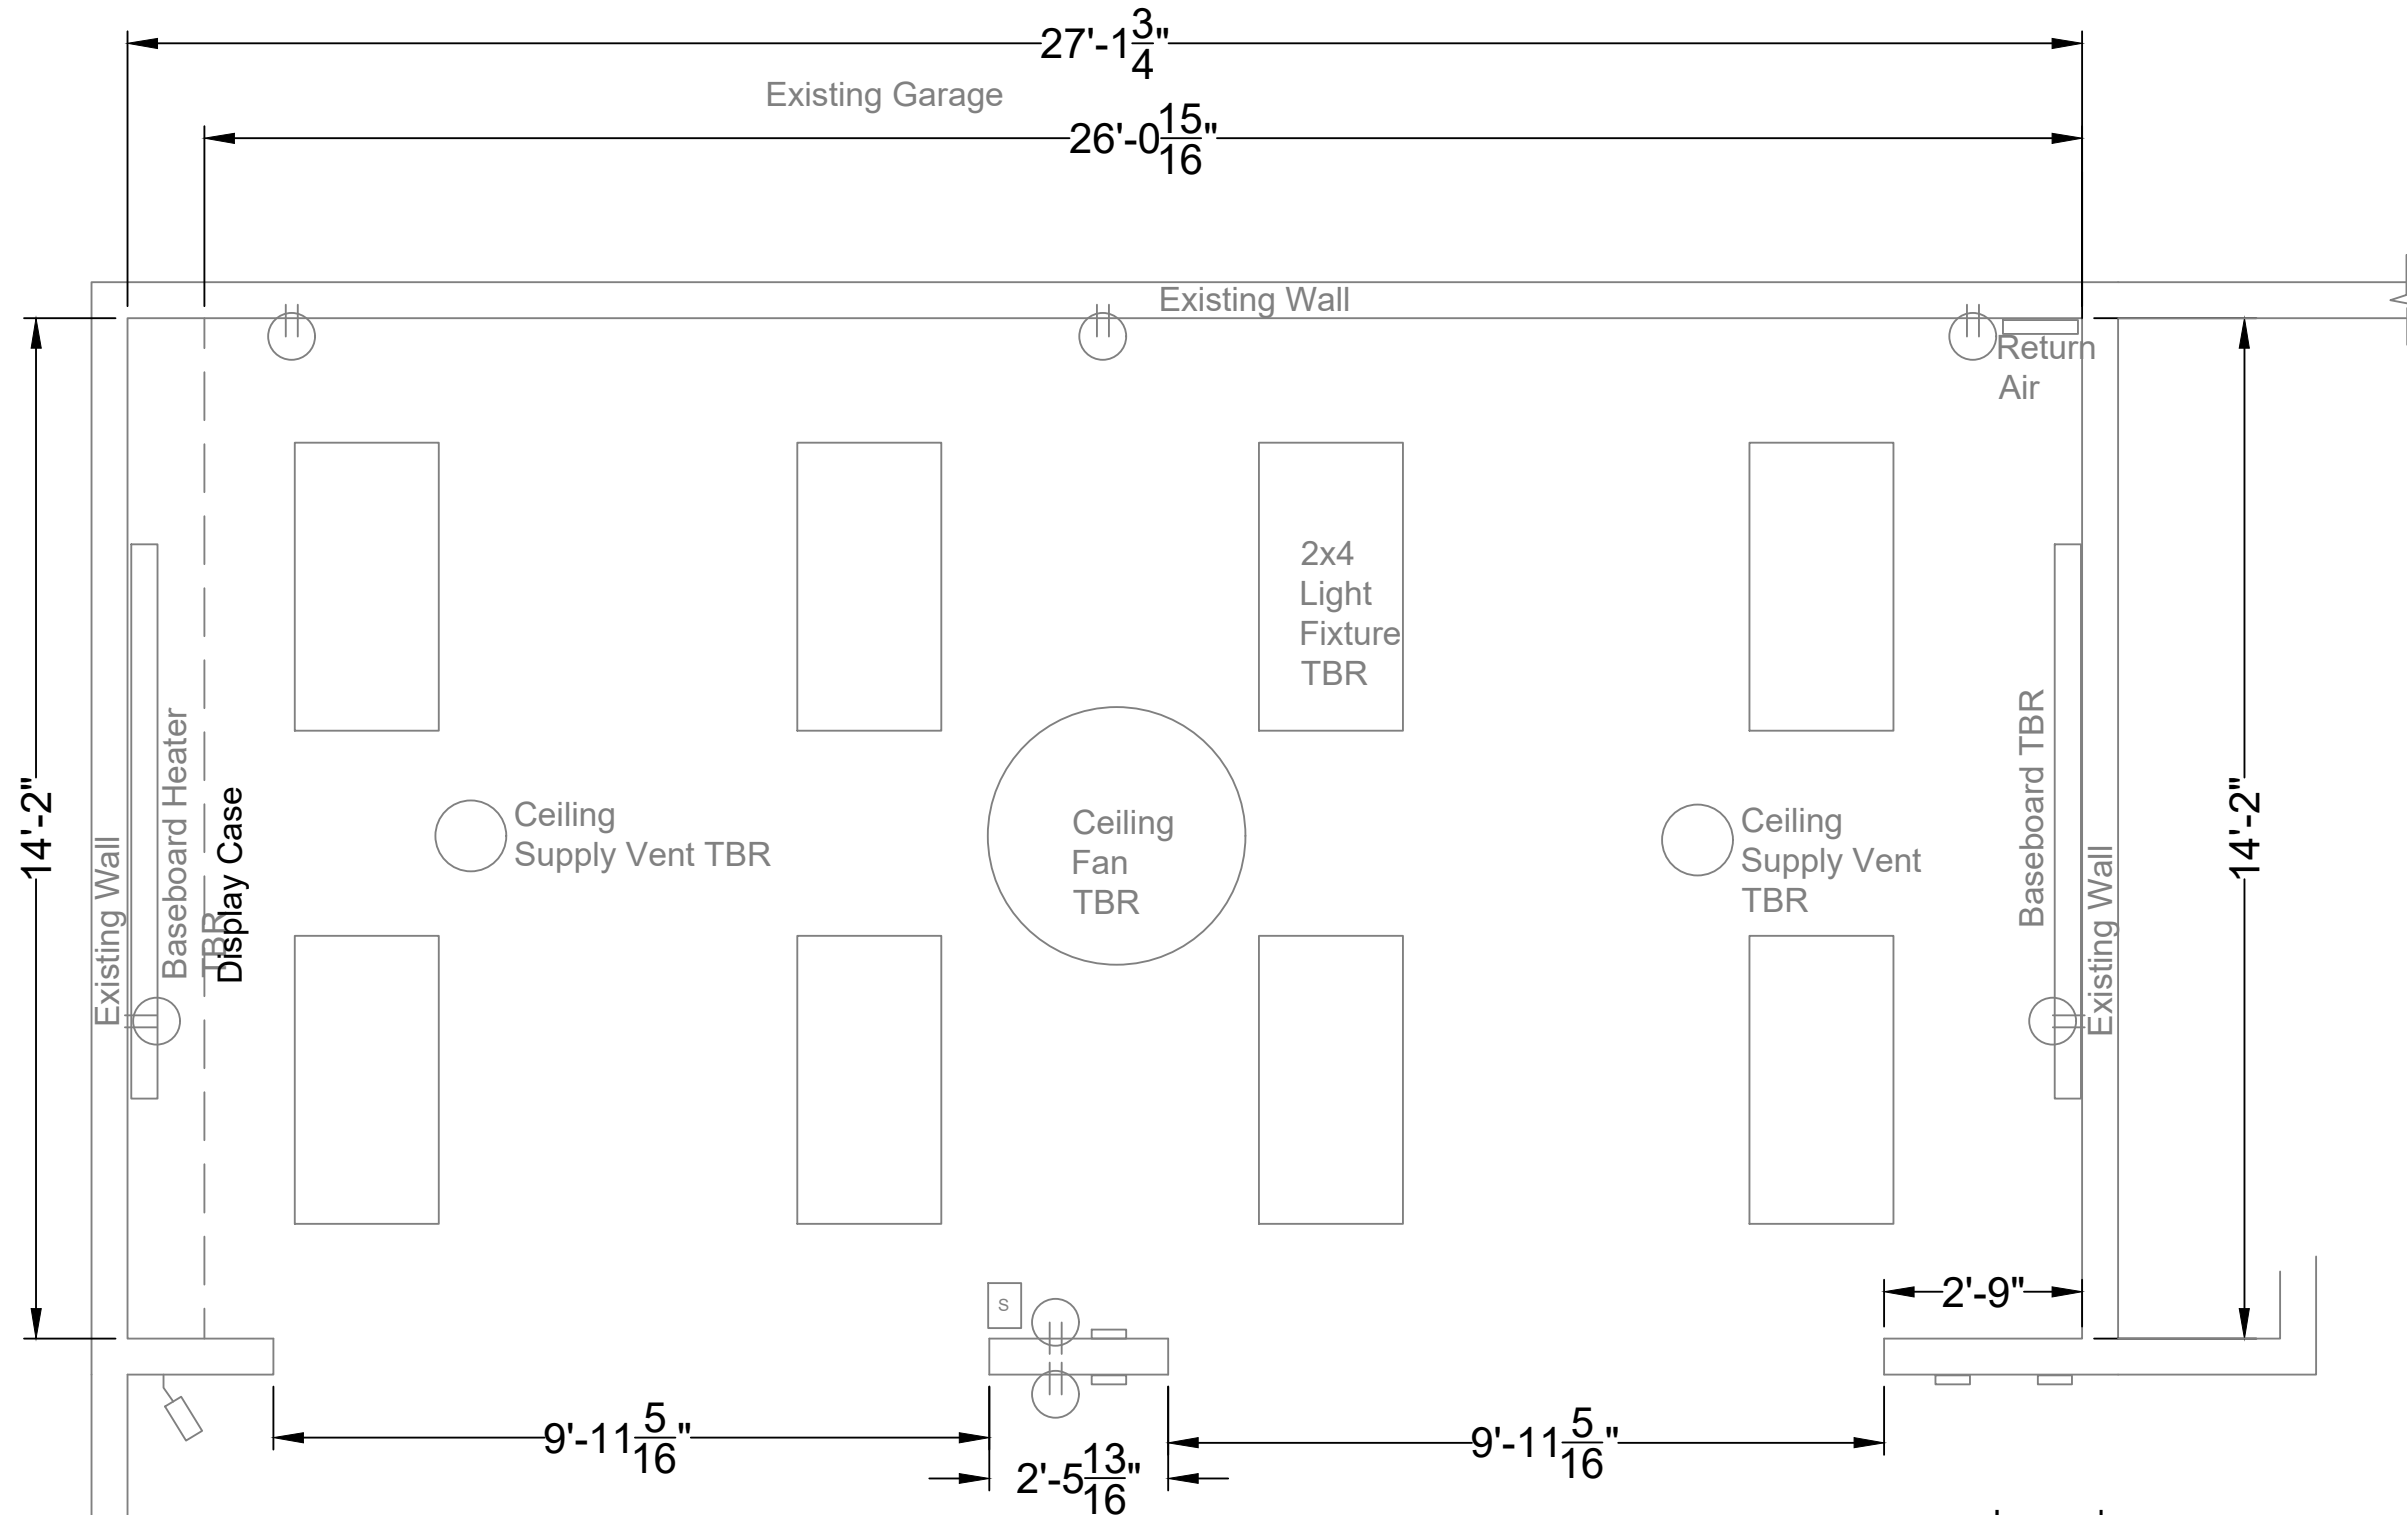 27'-1 3/4"
Existing Garage
26'-0 15/16"
Existing Wall
Return
Air
2x4
Light
Fixture
TBR
14'-2"
Existing Wall
Baseboard Heater
TBR
Display Case
Ceiling
Supply Vent TBR
Ceiling
Fan
TBR
Ceiling
Supply Vent
TBR
Baseboard TBR
Existing Wall
14'-2"
S
2'-9"
9'-11 5/16"
2'-5 13/16"
9'-11 5/16"